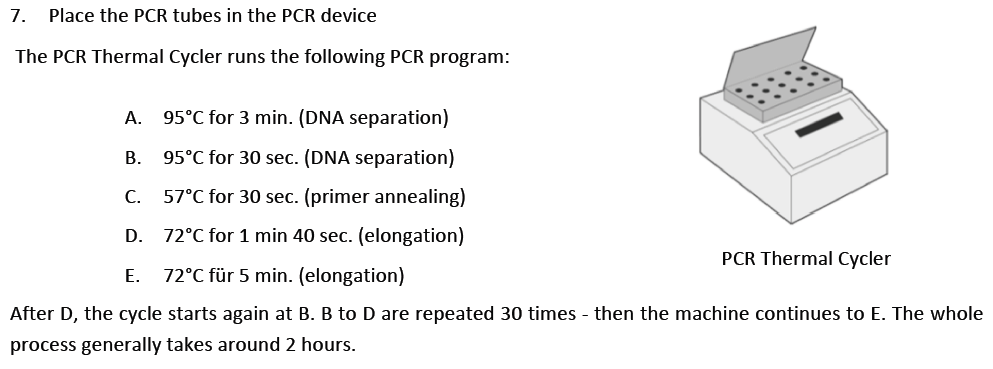 7. Place the PCR tubes in the PCR device
The PCR Thermal Cycler runs the following PCR program:
A. 95°C for 3 min. (DNA separation)
B. 95°C for 30 sec. (DNA separation)
C. 57°C for 30 sec. (primer annealing)
D. 72°C for 1 min 40 sec. (elongation)
E. 72°C für 5 min. (elongation)
PCR Thermal Cycler
After D, the cycle starts again at B. B to D are repeated 30 times - then the machine continues to E. The whole
process generally takes around 2 hours.